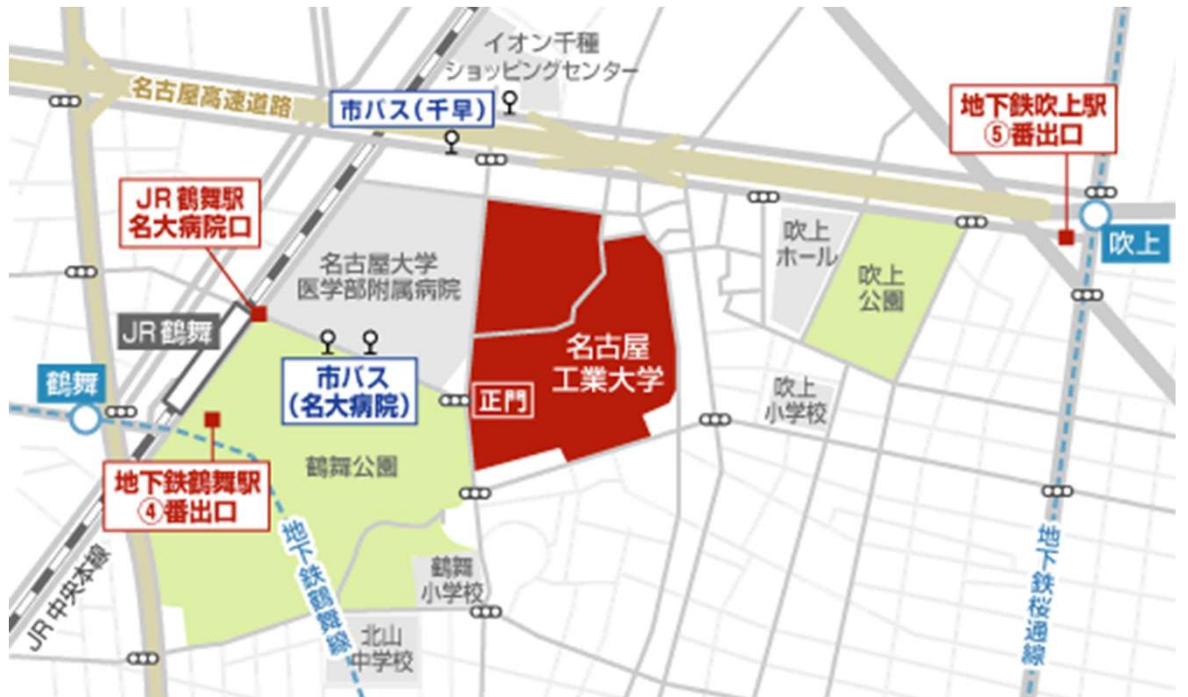 イオン千種
ショッピングセンター
名古屋高速道路
市バス(千早)
地下鉄吹上駅
⑤番出口
JR鶴舞駅
名大病院口
吹上
ホール
吹上
名古屋大学
医学部附属病院
吹上
公園
JR鶴舞
名古屋
工業大学
鶴舞
市バス
(名大病院)
正門
吹上
小学校
鶴舞公園
地下鉄鶴舞駅
④番出口
地下鉄鶴舞線
地下鉄桜通線
JR中央本線
鶴舞
小学校
北山
中学校